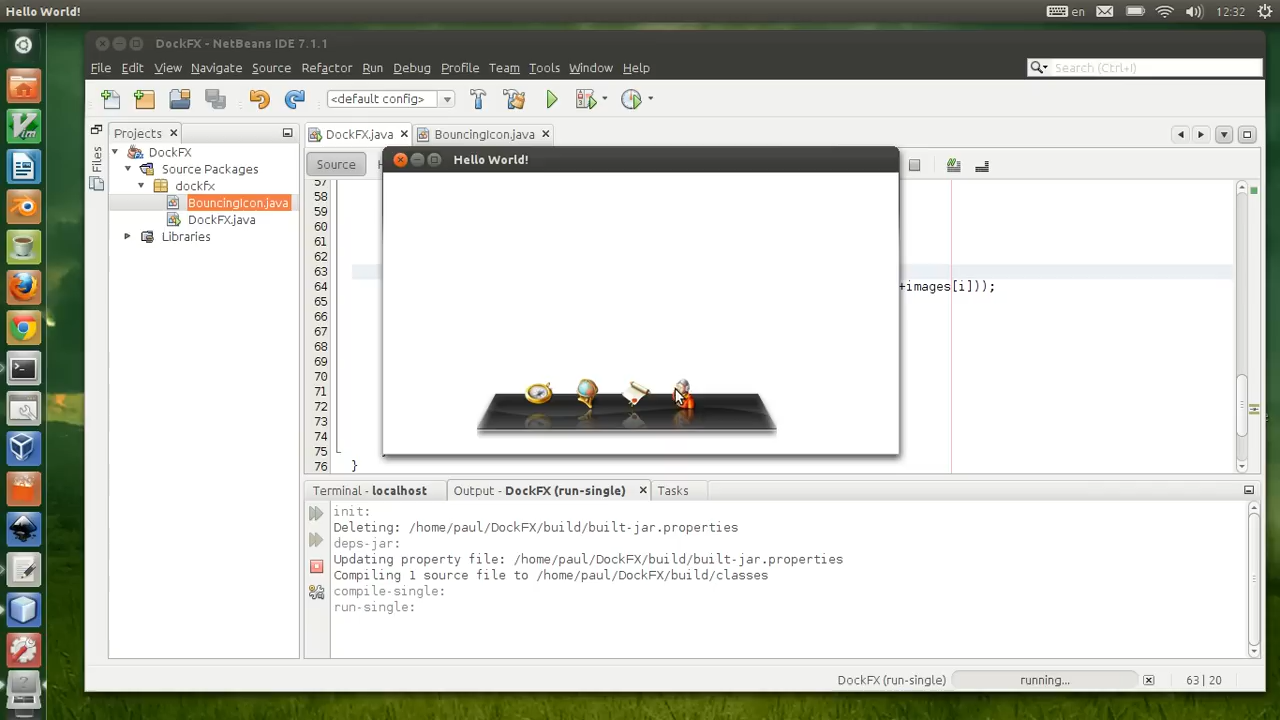 Hello World!
en
12:32
DockFX - NetBeans IDE 7.1.1
File Edit View Navigate Source Refactor Run Debug Profile Team Tools Window Help
Search (Ctrl+I)
<default config>
Projects
DockFX.java
BouncingIcon.java
Files
DockFX
Source Packages
dockfx
BouncingIcon.java
DockFX.java
Libraries
Source
Hello World!
57
58
59
60
61
62
63
64 +images[i]));
65
66
67
68
69
70
71
72
73
74
75
76 }
Terminal - localhost
Output - DockFX (run-single)
Tasks
init:
Deleting: /home/paul/DockFX/build/built-jar.properties
deps-jar:
Updating property file: /home/paul/DockFX/build/built-jar.properties
Compiling 1 source file to /home/paul/DockFX/build/classes
compile-single:
run-single:
DockFX (run-single)
running...
63 | 20